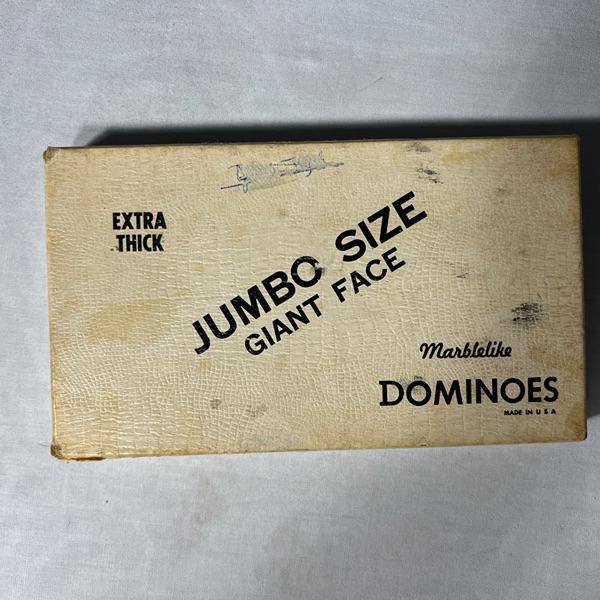 EXTRA
THICK
JUMBO SIZE
GIANT FACE
Marblelike
DOMINOES
MADE IN U S A